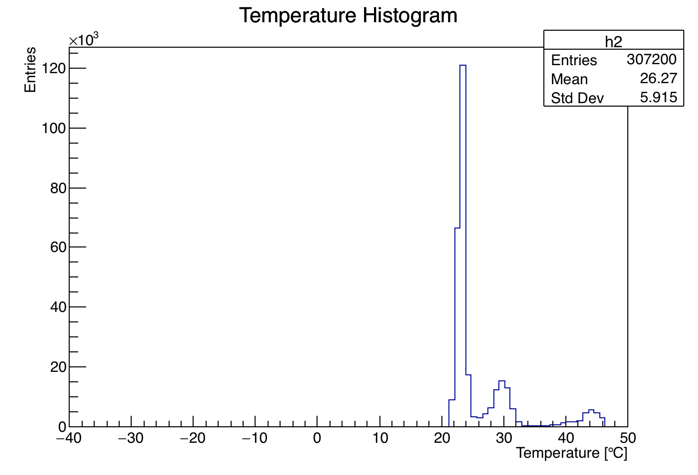 Temperature Histogram
×10³
Entries
h2
Entries 307200
Mean 26.27
Std Dev 5.915
120
100
80
60
40
20
0
−40 −30 −20 −10 0 10 20 30 40 50
Temperature [°C]